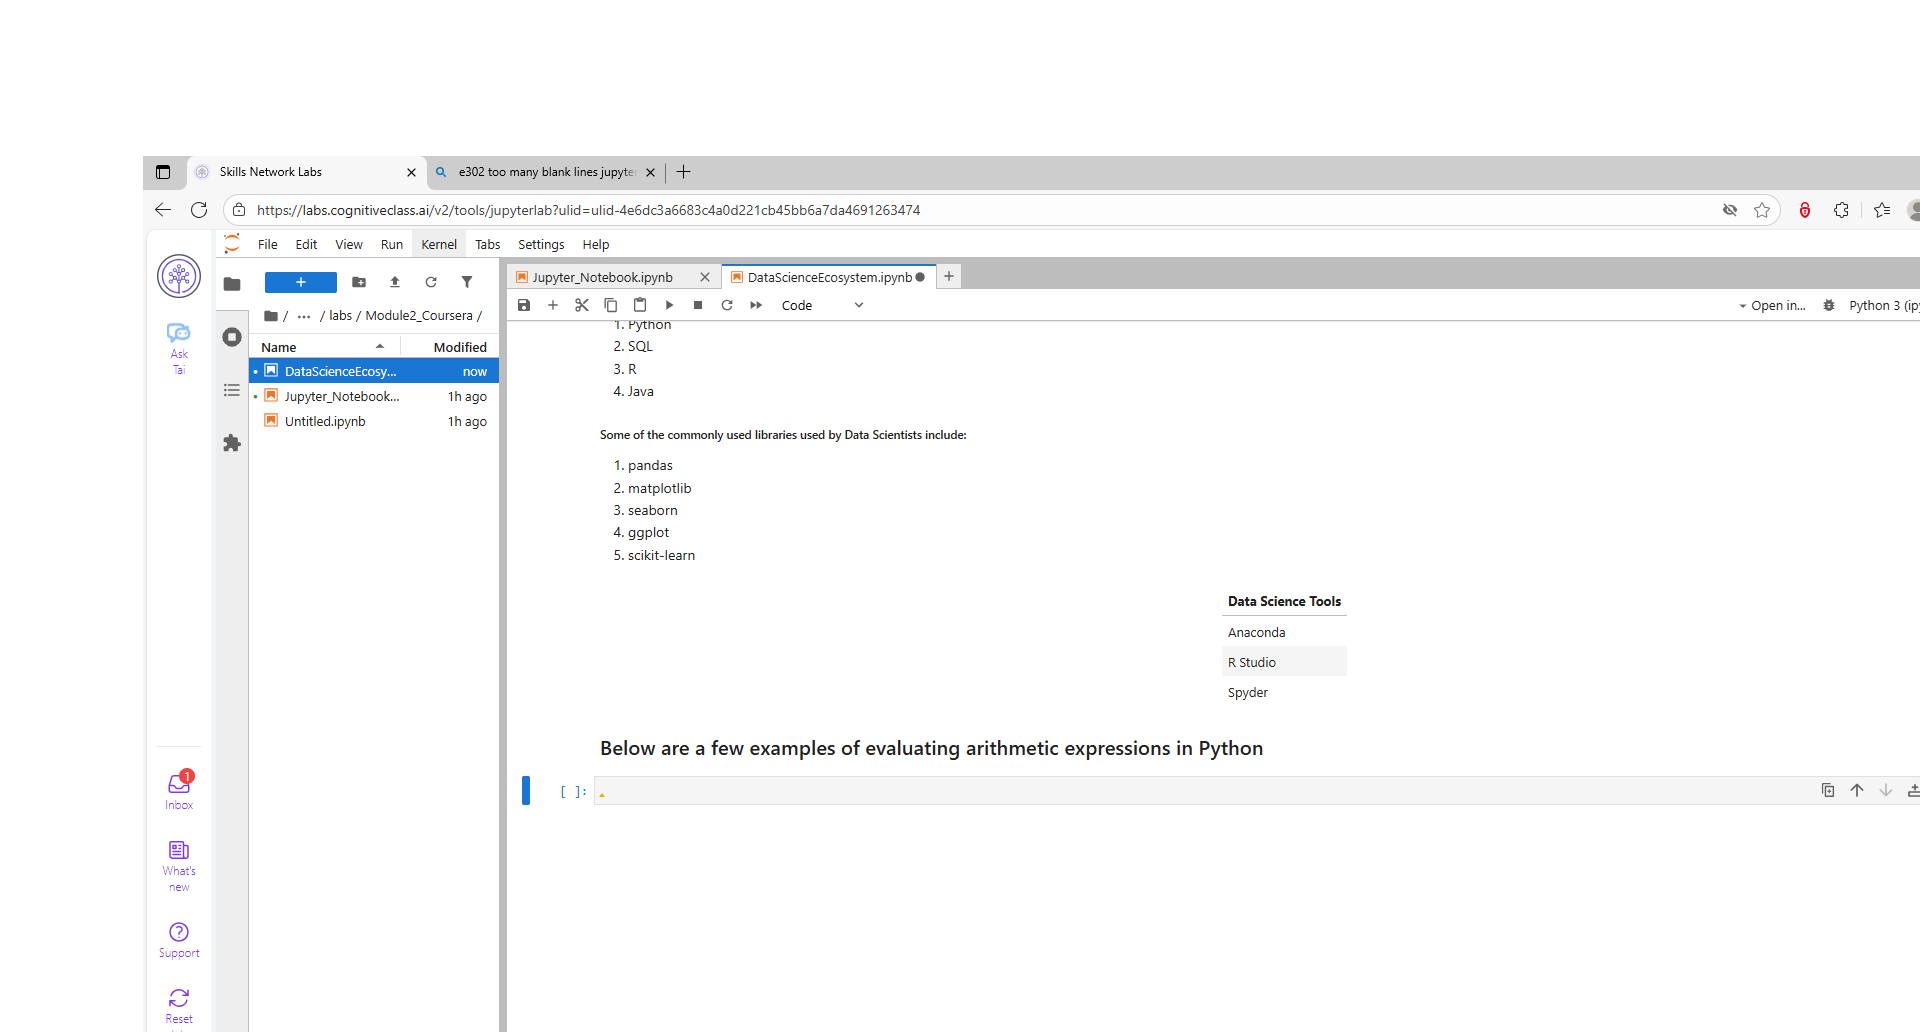 Skills Network Labs
e302 too many blank lines jupyte
https://labs.cognitiveclass.ai/v2/tools/jupyterlab?ulid=ulid-4e6dc3a6683c4a0d221cb45bb6a7da4691263474
File Edit View Run Kernel Tabs Settings Help
Ask
Tai
/ ... / labs / Module2_Coursera /
Name Modified
DataScienceEcosy... now
Jupyter_Notebook... 1h ago
Untitled.ipynb 1h ago
Jupyter_Notebook.ipynb
DataScienceEcosystem.ipynb
Code
Open in...
Python 3 (ipy
1. Python
2. SQL
3. R
4. Java
Some of the commonly used libraries used by Data Scientists include:
1. pandas
2. matplotlib
3. seaborn
4. ggplot
5. scikit-learn
Data Science Tools
Anaconda
R Studio
Spyder
Below are a few examples of evaluating arithmetic expressions in Python
[ ]:
1
Inbox
What's
new
Support
Reset